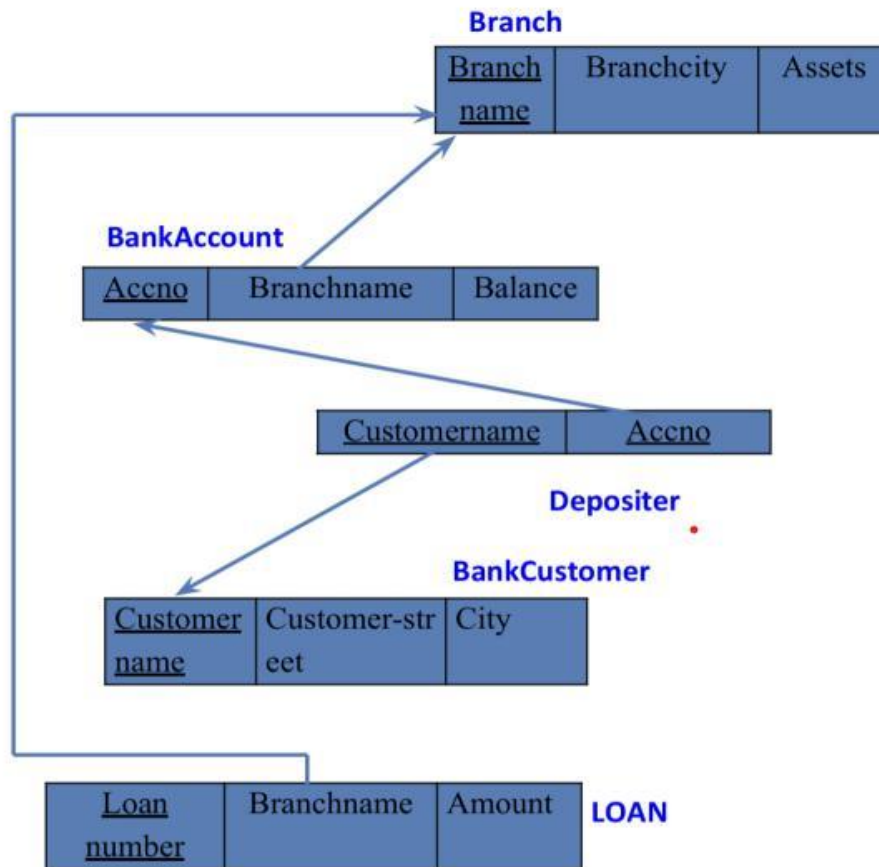 Branch
Branch Branchcity Assets
name
BankAccount
Accno Branchname Balance
Customername Accno
Depositer
BankCustomer
Customer Customer-str City
name eet
Loan Branchname Amount LOAN
number